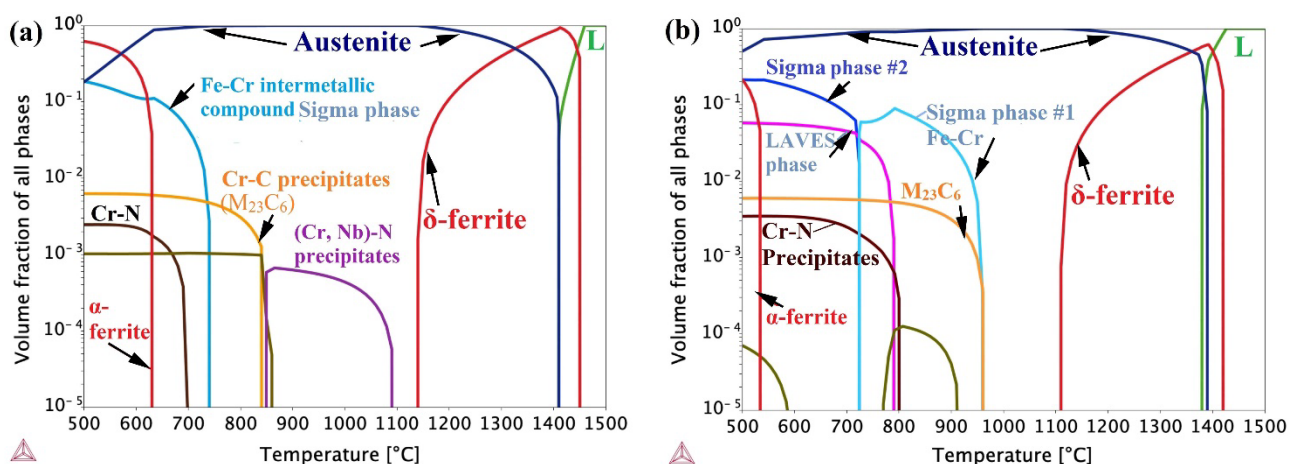 (a)
Volume fraction of all phases
10⁰
10⁻¹
10⁻²
10⁻³
10⁻⁴
10⁻⁵
Austenite
L
Fe-Cr intermetallic
compound Sigma phase
Cr-C precipitates
(M₂₃C₆)
Cr-N
(Cr, Nb)-N
precipitates
δ-ferrite
α-
ferrite
500 600 700 800 900 1000 1100 1200 1300 1400 1500
Temperature [°C]
(b)
Volume fraction of all phases
10⁰
10⁻¹
10⁻²
10⁻³
10⁻⁴
10⁻⁵
Austenite
L
Sigma phase #2
Sigma phase #1
Fe-Cr
LAVES
phase
M₂₃C₆
δ-ferrite
Cr-N
Precipitates
α-ferrite
500 600 700 800 900 1000 1100 1200 1300 1400 1500
Temperature [°C]